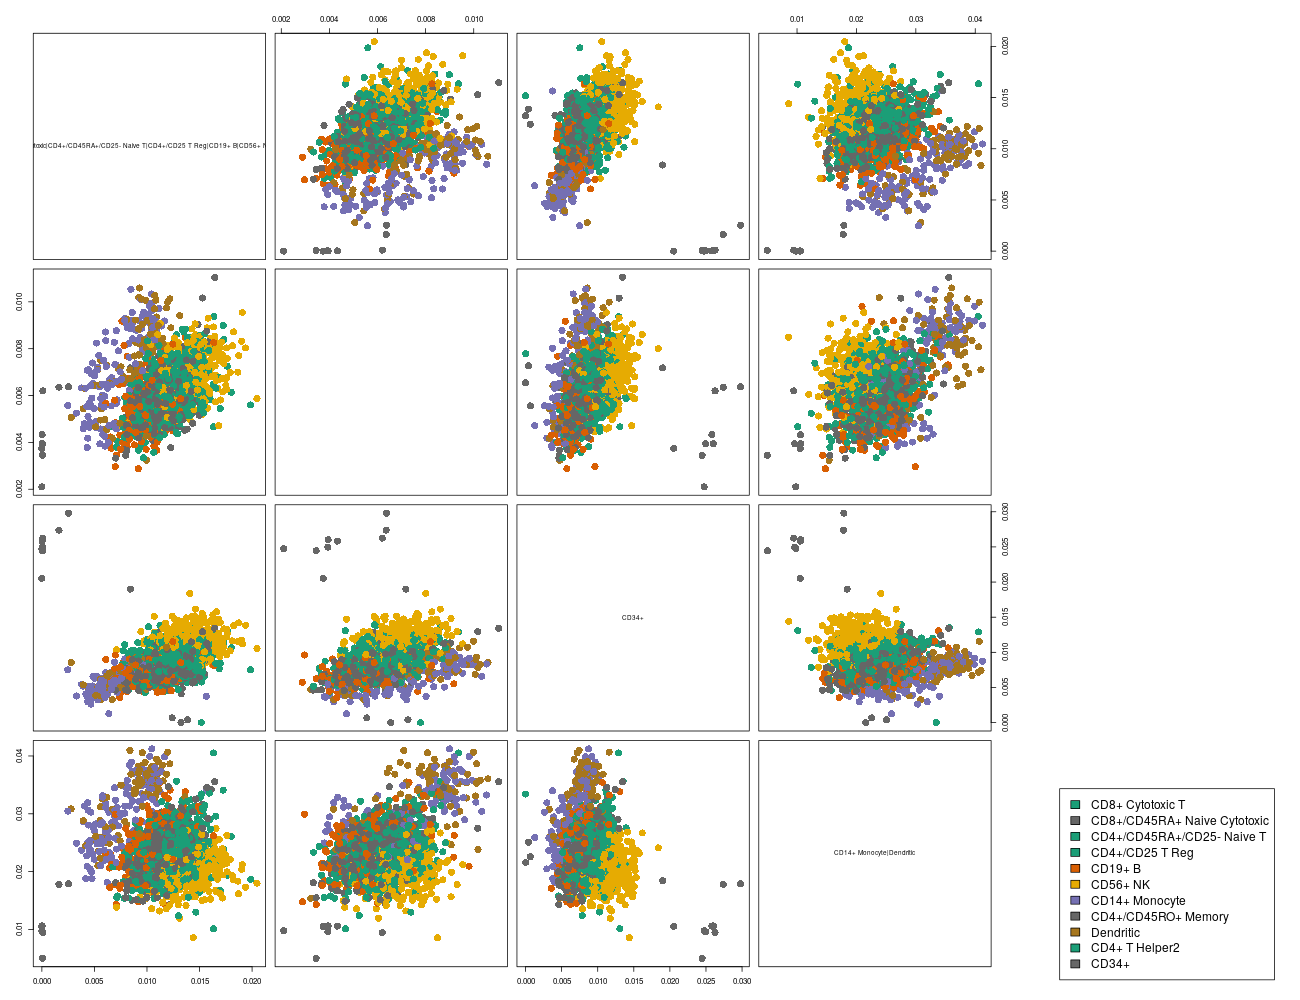 0.002 0.006 0.008 0.010
0.01 0.02 0.03 0.04
toxic|CD4+/CD45RA+/CD25- Naive T|CD4+/CD25 T Reg|CD19+ B|CD56+
0.000 0.005 0.010 0.015 0.020
0.002 0.004 0.006 0.008 0.010
CD34+
0.000 0.005 0.010 0.015 0.020 0.025 0.030
CD14+ Monocyte|Dendritic
0.01 0.02 0.03 0.04
0.000 0.005 0.010 0.015 0.020
0.000 0.005 0.010 0.015 0.020 0.025 0.030
CD8+ Cytotoxic T
CD8+/CD45RA+ Naive Cytotoxic
CD4+/CD45RA+/CD25- Naive T
CD4+/CD25 T Reg
CD19+ B
CD56+ NK
CD14+ Monocyte
CD4+/CD45RO+ Memory
Dendritic
CD4+ T Helper2
CD34+